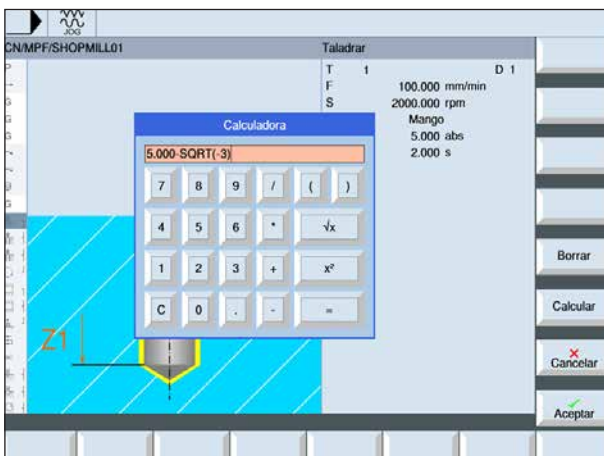 JOG
CN/MPF/SHOPMILL01
Taladrar
T 1 D 1
F 100.000 mm/min
S 2000.000 rpm
Mango
5.000 abs
2.000 s
Calculadora
5.000-SQRT(-3)
7 8 9 / ( )
4 5 6 * √x
1 2 3 + x²
C 0 . - =
Z1
Borrar
Calcular
Cancelar
Aceptar